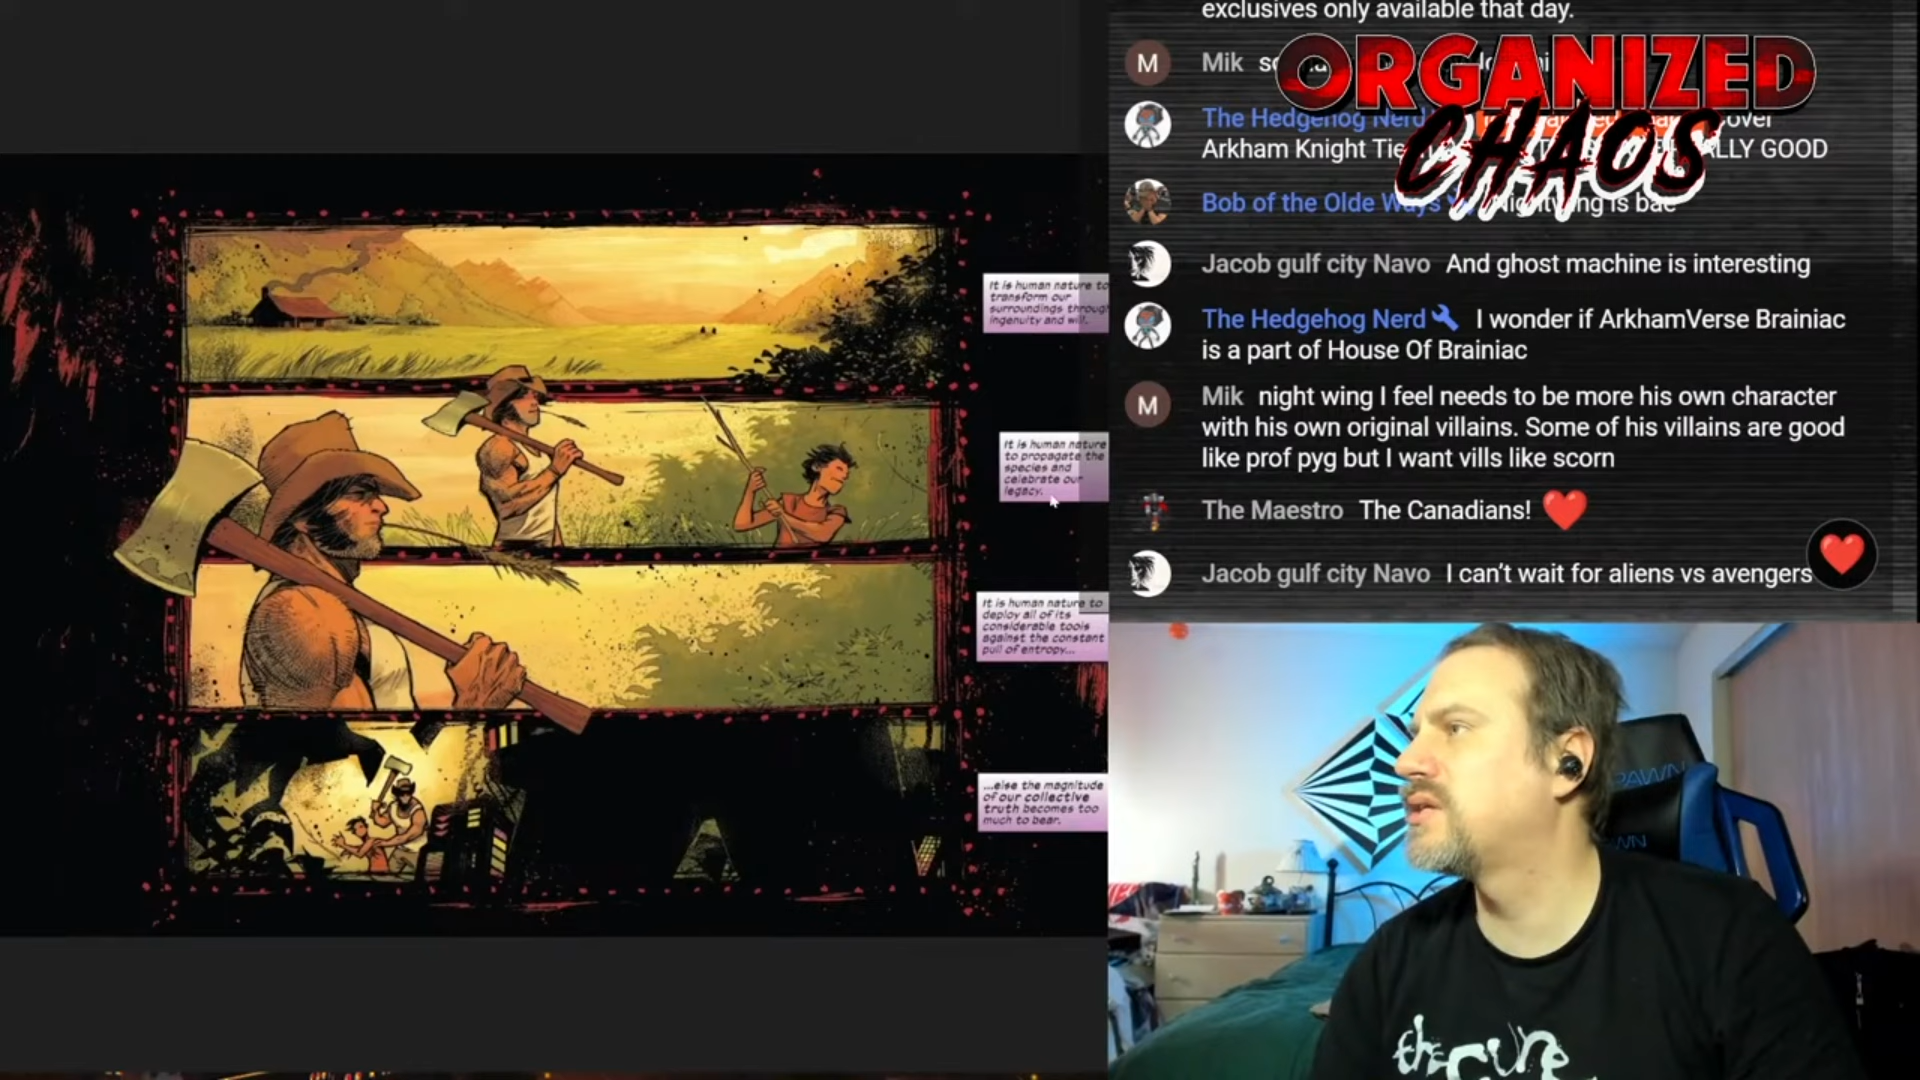 It is human nature to
transform our
surroundings through
ingenuity and will.
It is human nature
to propagate the
species and
celebrate our
legacy.
It is human nature to
deploy all of its
considerable tools
against the constant
pull of entropy...
...else the magnitude
of our collective
truth becomes too
much to bear.
exclusives only available that day.
ORGANIZED
CHAOS
M
Mik
The Hedgehog Nerd cover
Arkham Knight Tie ALLY GOOD
Bob of the Olde Ways Nightwing is bae
Jacob gulf city Navo And ghost machine is interesting
The Hedgehog Nerd I wonder if ArkhamVerse Brainiac
is a part of House Of Brainiac
M
Mik night wing I feel needs to be more his own character
with his own original villains. Some of his villains are good
like prof pyg but I want vills like scorn
The Maestro The Canadians!
Jacob gulf city Navo I can't wait for aliens vs avengers
the cure